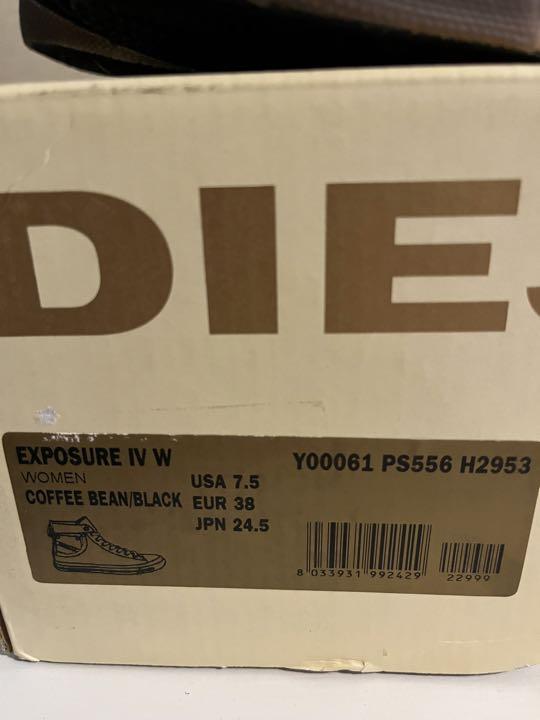 DIES
EXPOSURE IV W
WOMEN
COFFEE BEAN/BLACK
USA 7.5
EUR 38
JPN 24.5
Y00061 PS556 H2953
8 033931 992429
22999